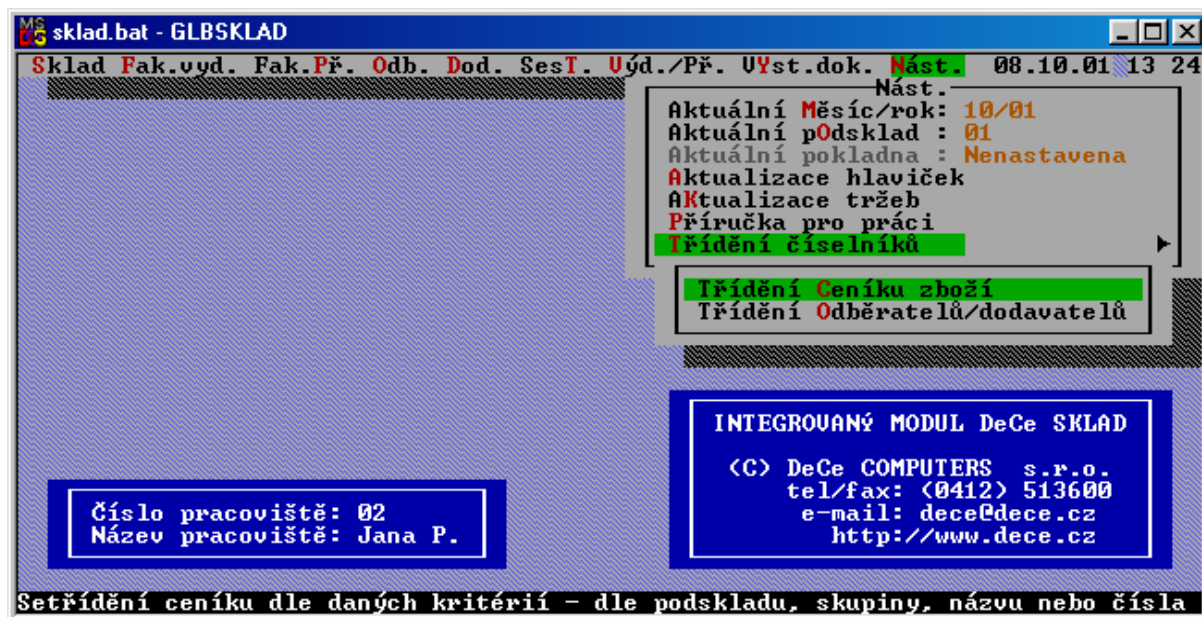 MS DOS sklad.bat - GLBSKLAD
Sklad Fak.vyd. Fak.Př. Odb. Dod. SesT. Výd./Př. VYst.dok. Nást. 08.10.01 13 24
Nást.
Aktuální Měsíc/rok: 10/01
Aktuální pOdsklad : 01
Aktuální pokladna : Nenastavena
Aktualizace hlaviček
AKtualizace tržeb
Příručka pro práci
Třídění číselníků
Třídění Ceníku zboží
Třídění Odběratelů/dodavatelů
INTEGROVANý MODUL DeCe SKLAD
(C) DeCe COMPUTERS s.r.o.
tel/fax: (0412) 513600
e-mail: dece@dece.cz
http://www.dece.cz
Číslo pracoviště: 02
Název pracoviště: Jana P.
Setřídění ceníku dle daných kritérií - dle podskladu, skupiny, názvu nebo čísla